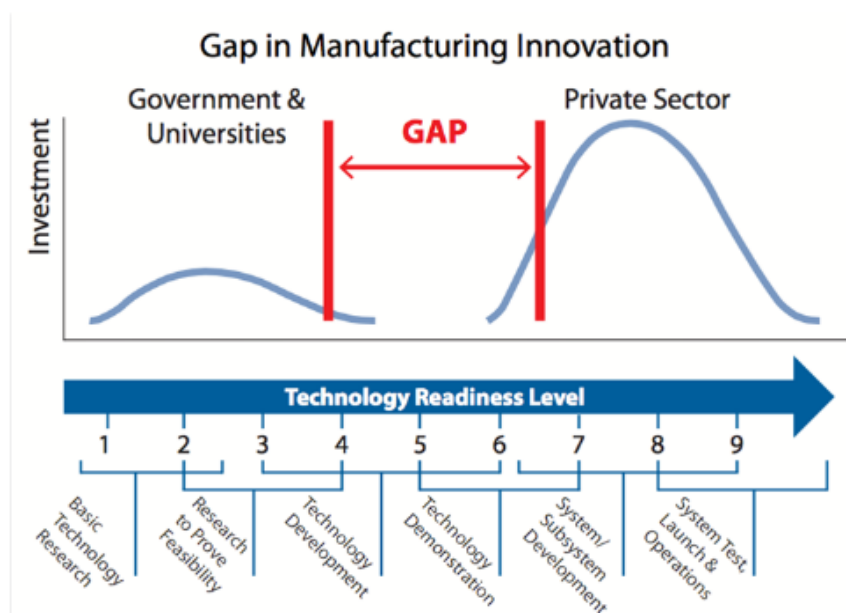 Gap in Manufacturing Innovation
Government &
Universities
GAP
Private Sector
Investment
Technology Readiness Level
1 2 3 4 5 6 7 8 9
Basic
Technology
Research
Research
to Prove
Feasibility
Technology
Development
Technology
Demonstration
System/
Subsystem
Development
System Test,
Launch &
Operations